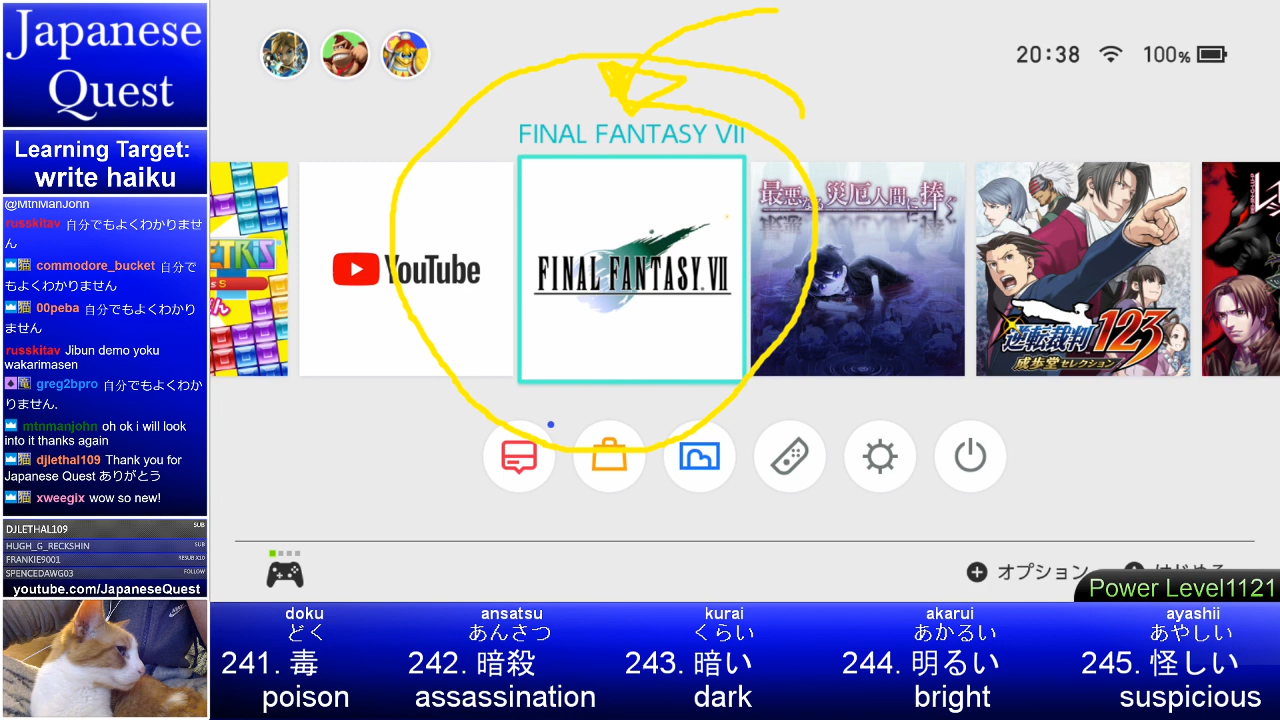 Japanese
Quest
Learning Target:
write haiku
@MtnManJohn
russkitav 自分でもよくわかりませ
ん
commodore_bucket 自分で
もよくわかりません
00peba 自分でもよくわかり
ません
russkitav Jibun demo yoku
wakarimasen
greg2bpro 自分でもよくわか
りません.
mtnmanjohn oh ok i will look
into it thanks again
djlethal109 Thank you for
Japanese Quest ありがとう
xweeglx wow so new!
DJLETHAL109 SUB
HUGH_G_RECKSHIN SUB
FRANKIE9001 RESUB X10
SPENCEDAWG03 FOLLOW
youtube.com/JapaneseQuest
20:38 100%
FINAL FANTASY VII
ETRIS
YouTube
FINAL FANTASY VII
最悪なる災厄人間に捧ぐ
逆転裁判123
成歩堂セレクション
オプション
Power Level1121
doku
どく
241. 毒
poison
ansatsu
あんさつ
242. 暗殺
assassination
kurai
くらい
243. 暗い
dark
akarui
あかるい
244. 明るい
bright
ayashii
あやしい
245. 怪しい
suspicious